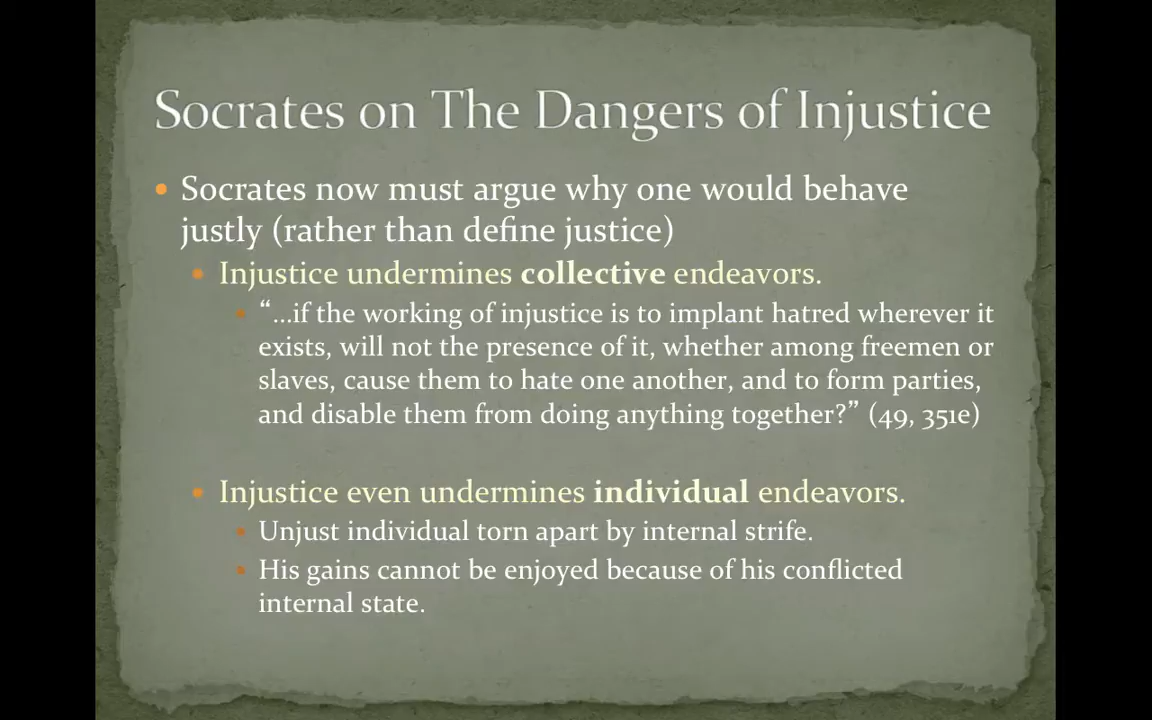 Socrates on The Dangers of Injustice
• Socrates now must argue why one would behave
justly (rather than define justice)
• Injustice undermines collective endeavors.
• “…if the working of injustice is to implant hatred wherever it
exists, will not the presence of it, whether among freemen or
slaves, cause them to hate one another, and to form parties,
and disable them from doing anything together?” (49, 351e)
• Injustice even undermines individual endeavors.
• Unjust individual torn apart by internal strife.
• His gains cannot be enjoyed because of his conflicted
internal state.